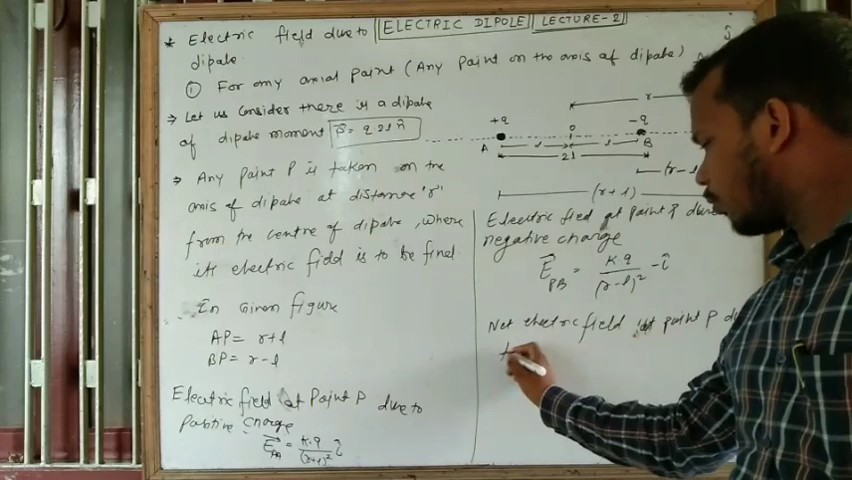 ELECTRIC DIPOLE LECTURE-2
* Electric field due to
dipole.
① For any axial point (Any point on the axis of dipole)
⇒ Let us consider there is a dipole
of dipole moment P⃗ = q 2l n̂
⇒ Any point P is taken on the
axis of dipole at distance "r"
from the centre of dipole, where
its electric field is to be find
In Given figure
AP = r+l
BP = r-l
Electric field at Point P due to
Positive charge
E⃗PA = K.q/(r+l)² î
+q O -q
A l l B
2l
r
(r-l
(r+l)
ĵ
Electric field at point P due
negative charge
E⃗PB = K q/(r-l)² -î
Net electric field at point P du
t